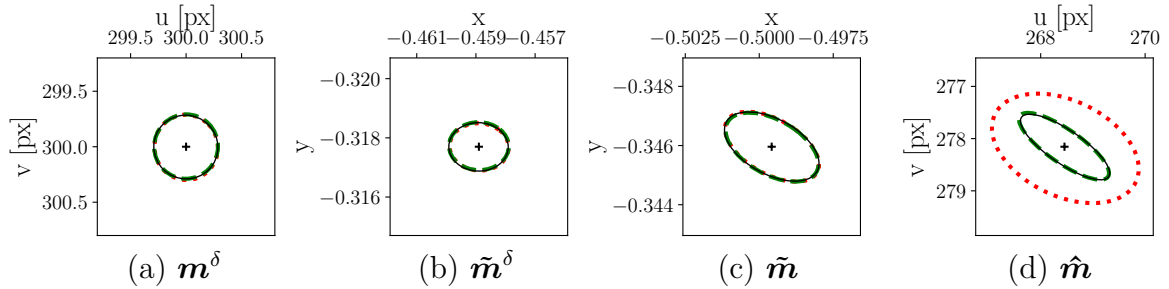 u [px]
299.5 300.0 300.5
v [px]
299.5
300.0
300.5
(a) m^δ
x
−0.461 −0.459 −0.457
y
−0.320
−0.318
−0.316
(b) m̃^δ
x
−0.5025 −0.5000 −0.4975
y
−0.348
−0.346
−0.344
(c) m̃
u [px]
268 270
v [px]
277
278
279
(d) m̂